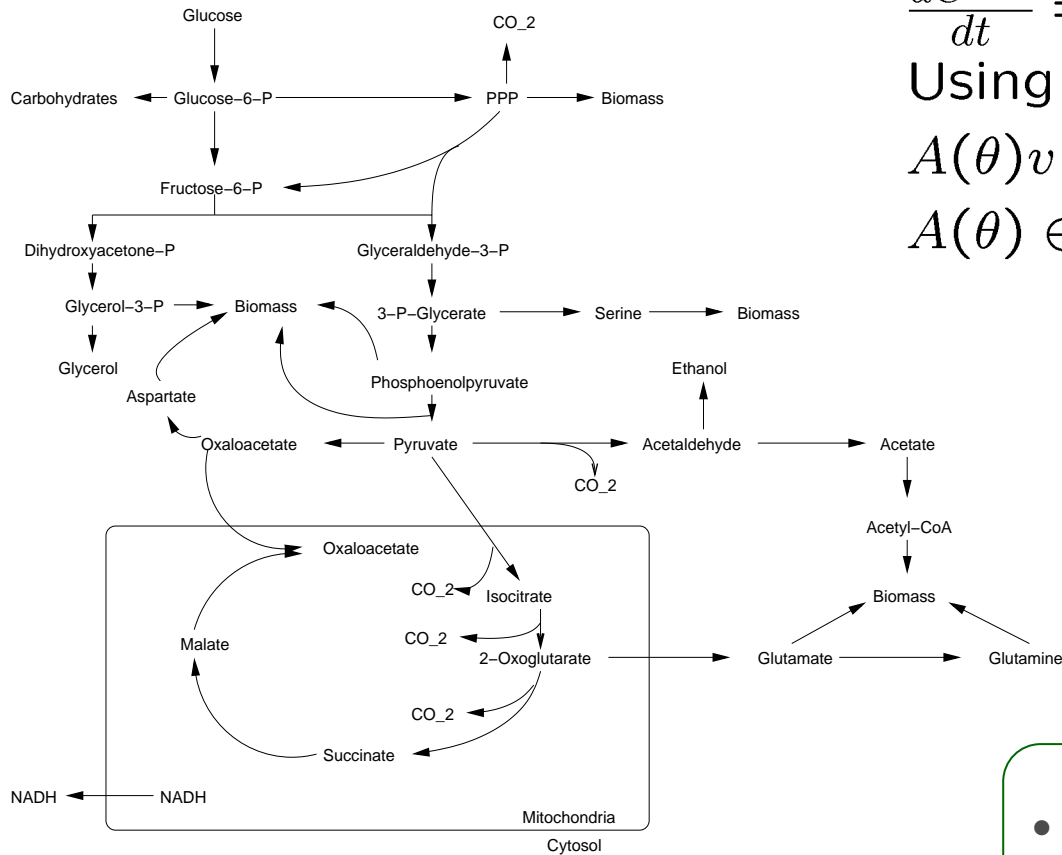 Glucose
CO_2
Carbohydrates
Glucose−6−P
PPP
Biomass
Fructose−6−P
Dihydroxyacetone−P
Glyceraldehyde−3−P
Glycerol−3−P
Biomass
3−P−Glycerate
Serine
Biomass
Glycerol
Phosphoenolpyruvate
Ethanol
Aspartate
Oxaloacetate
Pyruvate
Acetaldehyde
Acetate
CO_2
Acetyl−CoA
Oxaloacetate
CO_2
Isocitrate
Biomass
CO_2
Malate
2−Oxoglutarate
Glutamate
Glutamine
CO_2
Succinate
NADH
NADH
Mitochondria
Cytosol
dt
Using
A(θ)v
A(θ) ∈
•